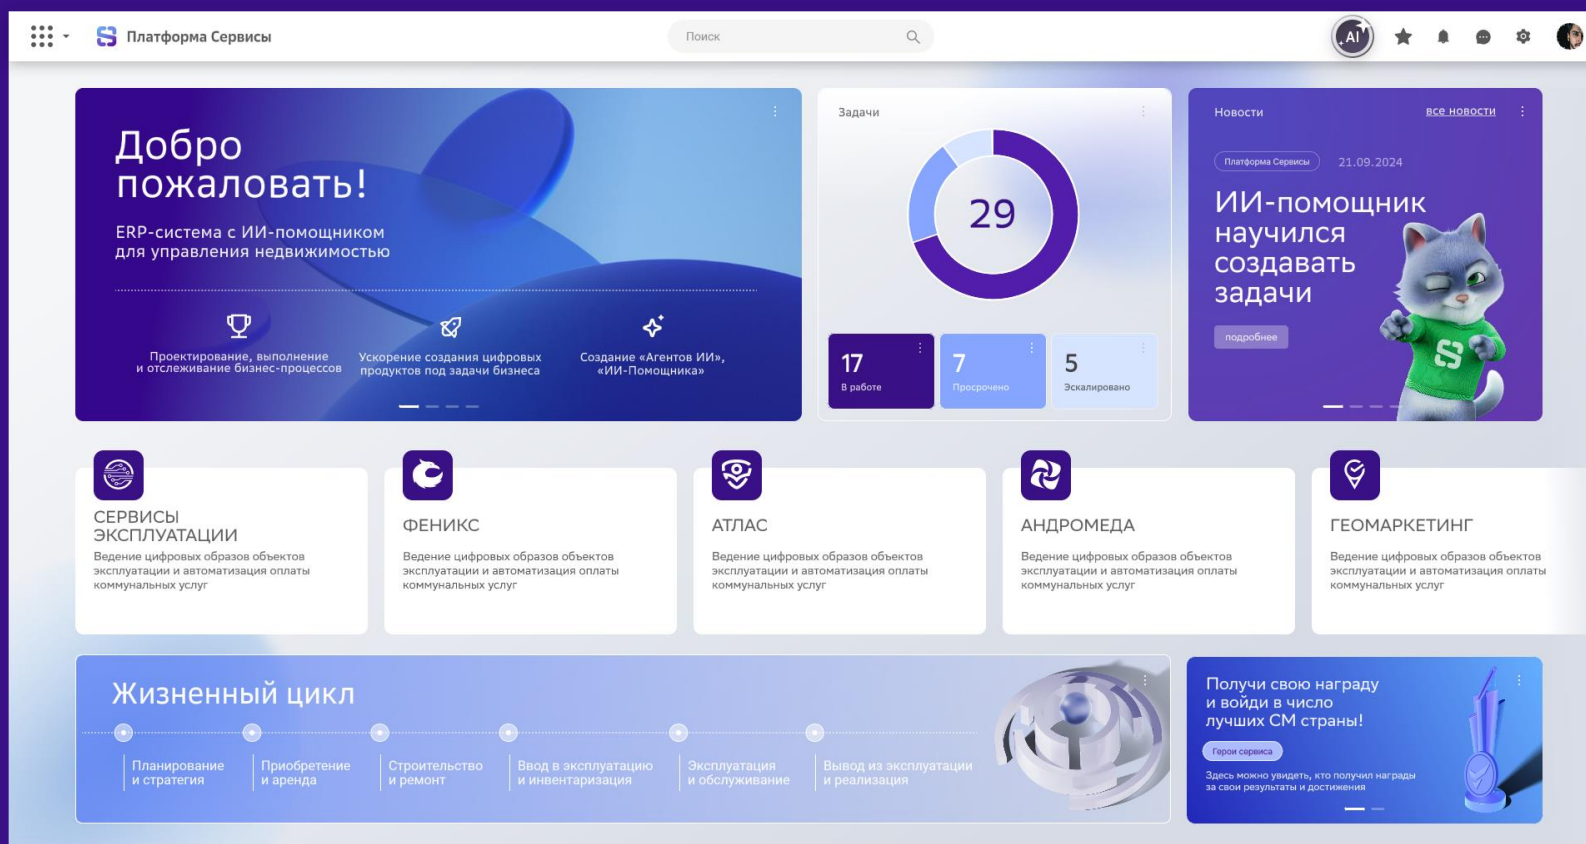 Платформа Сервисы
Поиск
AI
Добро
пожаловать!
ERP-система с ИИ-помощником
для управления недвижимостью
Проектирование, выполнение
и отслеживание бизнес-процессов
Ускорение создания цифровых
продуктов под задачи бизнеса
Создание «Агентов ИИ»,
«ИИ-Помощника»
Задачи
29
17
В работе
7
Просрочено
5
Эскалировано
Новости
все новости
Платформа Сервисы
21.09.2024
ИИ-помощник
научился
создавать
задачи
подробнее
СЕРВИСЫ
ЭКСПЛУАТАЦИИ
Ведение цифровых образов объектов
эксплуатации и автоматизация оплаты
коммунальных услуг
ФЕНИКС
Ведение цифровых образов объектов
эксплуатации и автоматизация оплаты
коммунальных услуг
АТЛАС
Ведение цифровых образов объектов
эксплуатации и автоматизация оплаты
коммунальных услуг
АНДРОМЕДА
Ведение цифровых образов объектов
эксплуатации и автоматизация оплаты
коммунальных услуг
ГЕОМАРКЕТИНГ
Ведение цифровых образов объектов
эксплуатации и автоматизация оплаты
коммунальных услуг
Жизненный цикл
Планирование
и стратегия
Приобретение
и аренда
Строительство
и ремонт
Ввод в эксплуатацию
и инвентаризация
Эксплуатация
и обслуживание
Вывод из эксплуатации
и реализация
Получи свою награду
и войди в число
лучших СМ страны!
Герои сервиса
Здесь можно увидеть, кто получил награды
за свои результаты и достижения